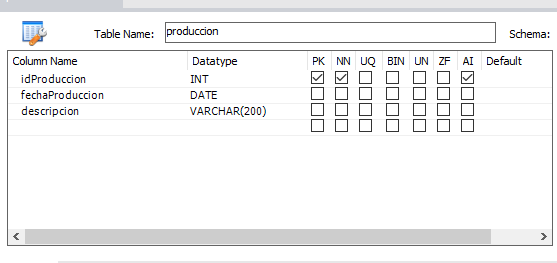 Table Name: produccion Schema:
Column Name Datatype PK NN UQ BIN UN ZF AI Default
idProduccion INT
fechaProduccion DATE
descripcion VARCHAR(200)